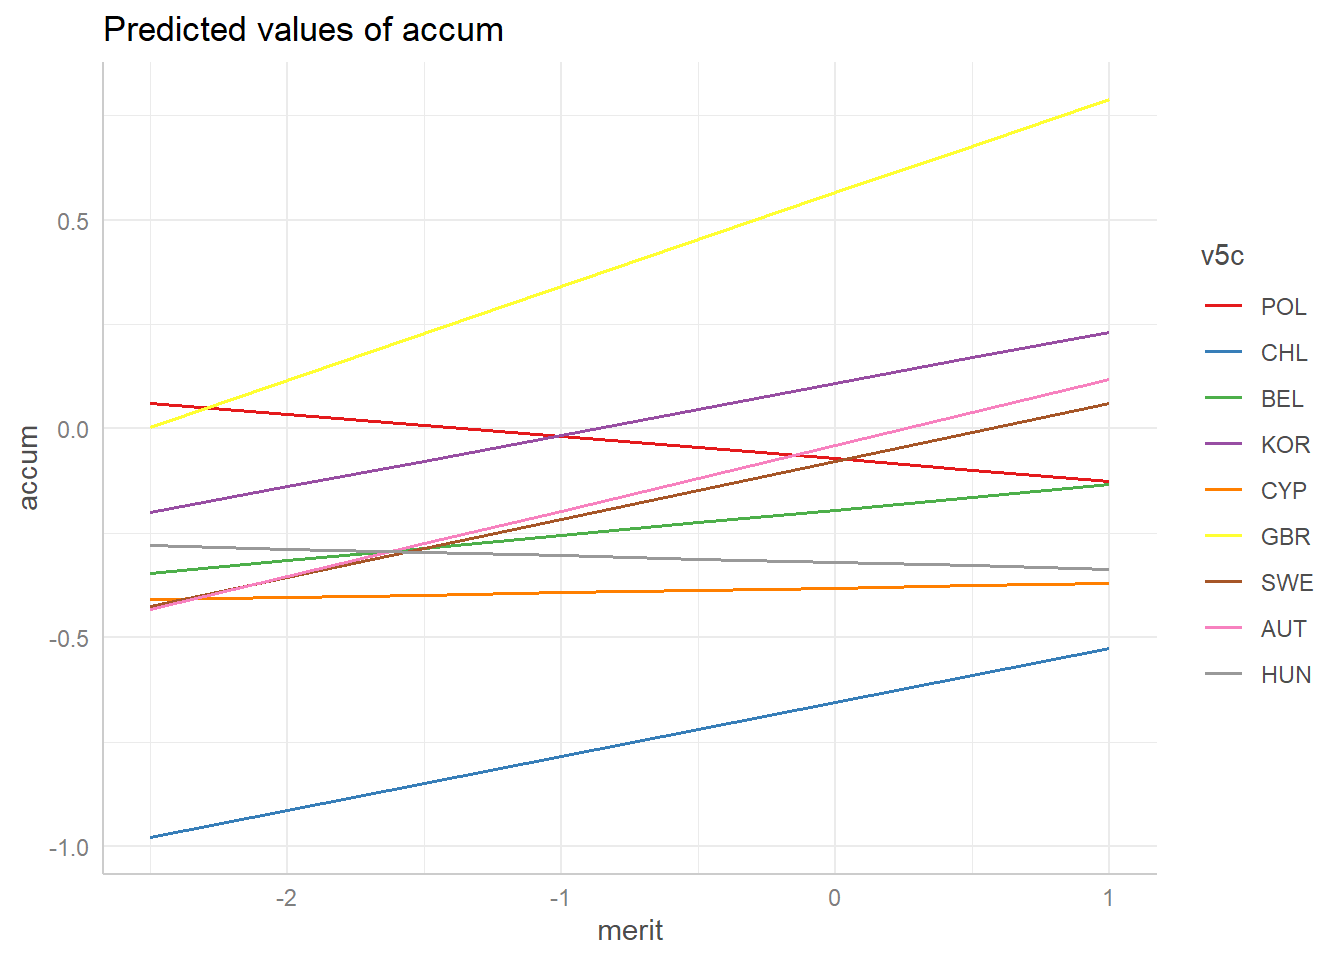 Predicted values of accum
accum
0.5
0.0
-0.5
-1.0
-2
-1
0
1
merit
v5c
POL
CHL
BEL
KOR
CYP
GBR
SWE
AUT
HUN